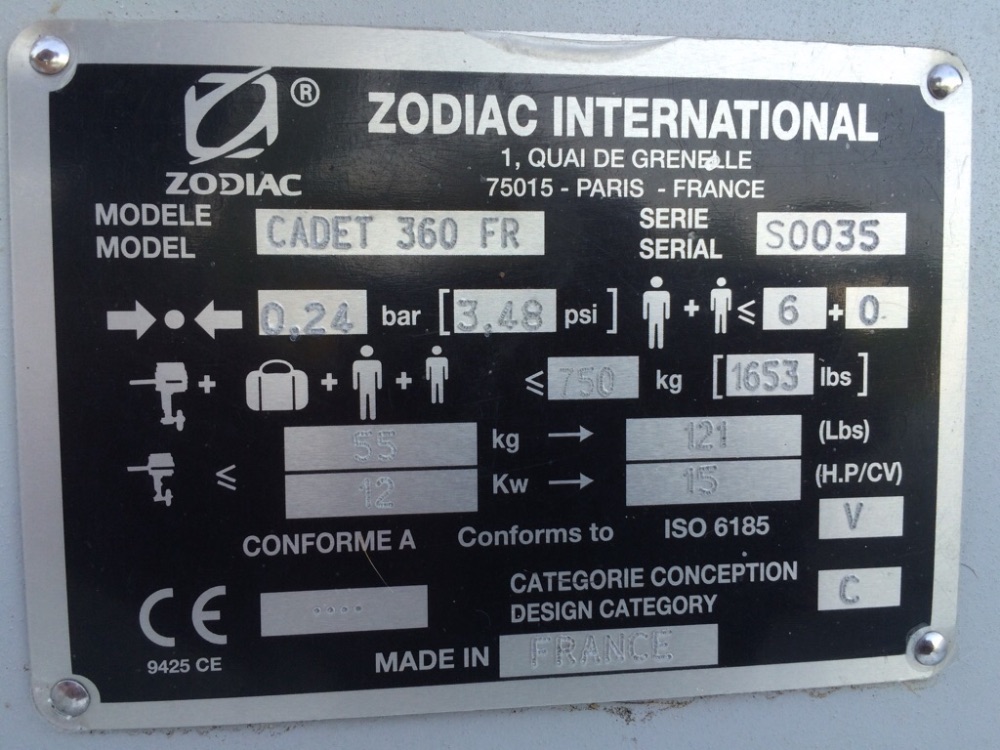 ® ZODIAC INTERNATIONAL
1, QUAI DE GRENELLE
ZODIAC 75015 - PARIS - FRANCE
MODELE SERIE
MODEL CADET 360 FR SERIAL S0035
0,24 bar [3,48 psi] + ≤ 6 + 0
+ + + ≤ 750 kg [1653 lbs]
55 kg → 121 (Lbs)
≤ 12 Kw → 15 (H.P/CV)
CONFORME A Conforms to ISO 6185 V
CATEGORIE CONCEPTION
DESIGN CATEGORY C
CE ****
9425 CE MADE IN FRANCE